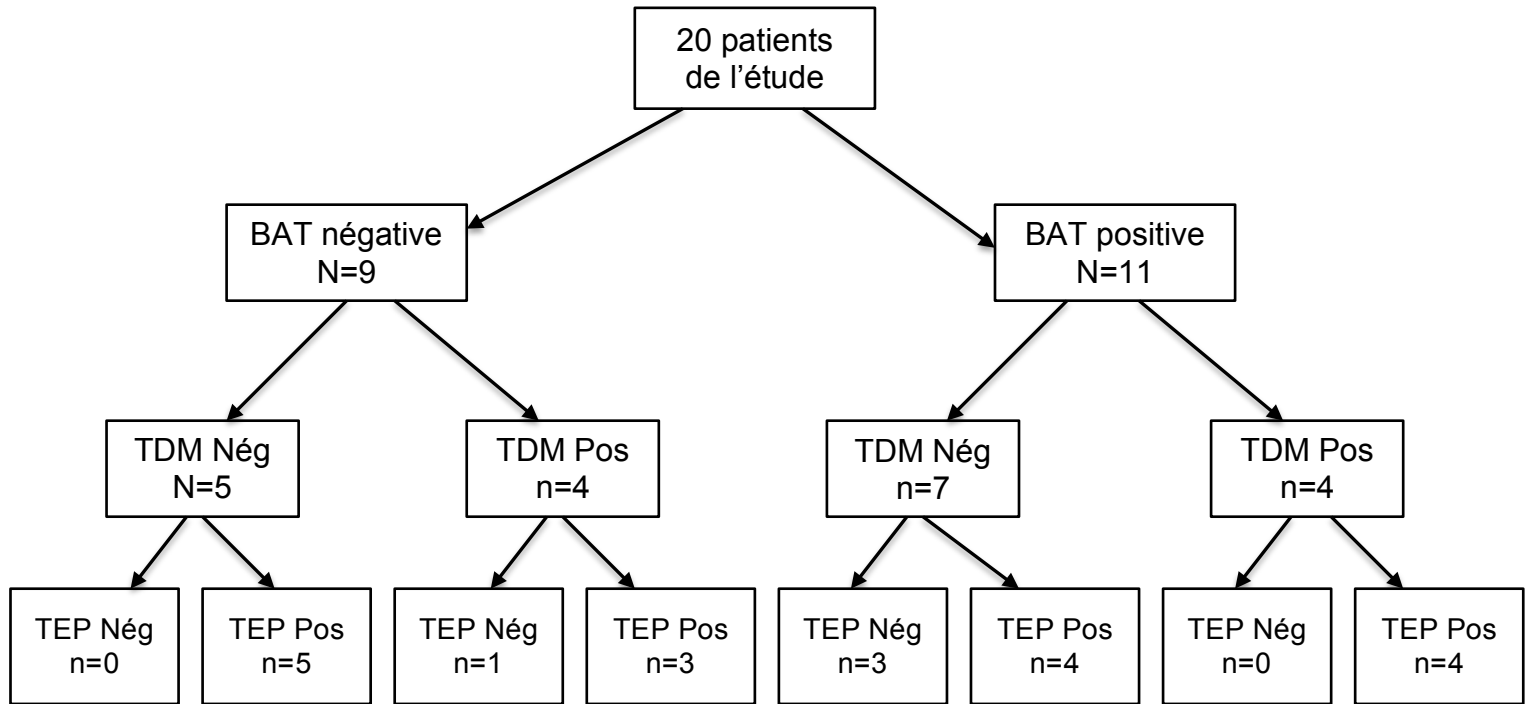 20 patients
de l’étude
BAT négative
N=9
BAT positive
N=11
TDM Nég
N=5
TDM Pos
n=4
TDM Nég
n=7
TDM Pos
n=4
TEP Nég
n=0
TEP Pos
n=5
TEP Nég
n=1
TEP Pos
n=3
TEP Nég
n=3
TEP Pos
n=4
TEP Nég
n=0
TEP Pos
n=4